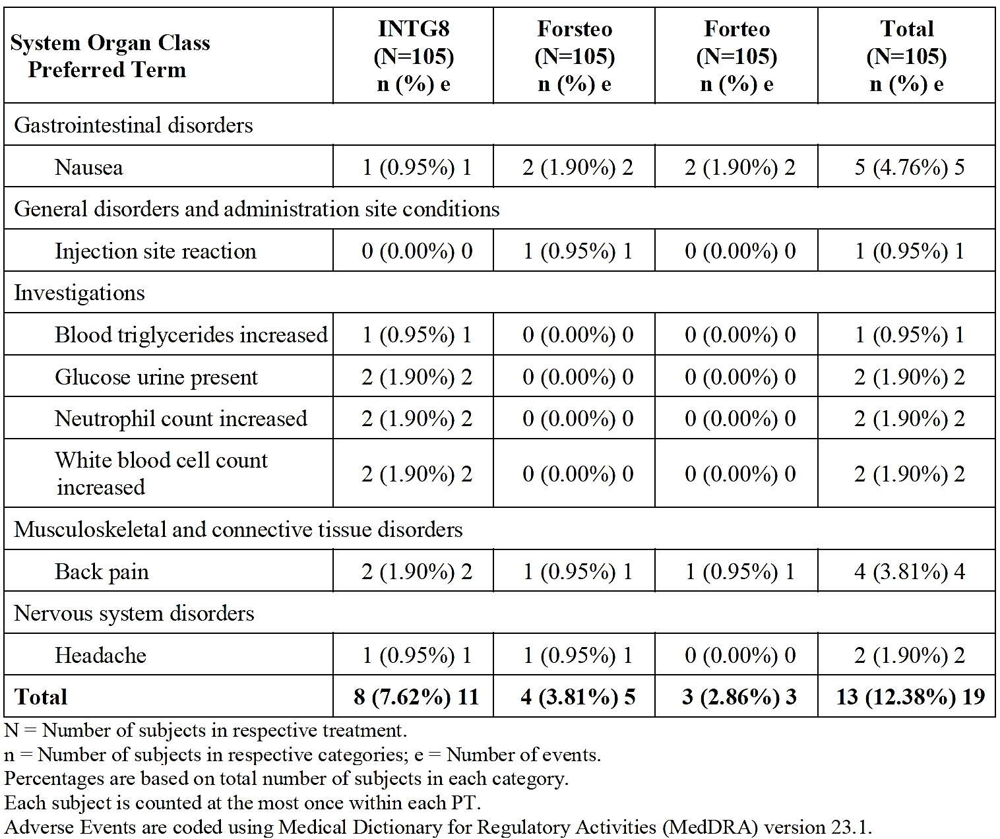 System Organ Class
Preferred Term
INTG8
(N=105)
n (%) e
Forsteo
(N=105)
n (%) e
Forteo
(N=105)
n (%) e
Total
(N=105)
n (%) e
Gastrointestinal disorders
Nausea 1 (0.95%) 1 2 (1.90%) 2 2 (1.90%) 2 5 (4.76%) 5
General disorders and administration site conditions
Injection site reaction 0 (0.00%) 0 1 (0.95%) 1 0 (0.00%) 0 1 (0.95%) 1
Investigations
Blood triglycerides increased 1 (0.95%) 1 0 (0.00%) 0 0 (0.00%) 0 1 (0.95%) 1
Glucose urine present 2 (1.90%) 2 0 (0.00%) 0 0 (0.00%) 0 2 (1.90%) 2
Neutrophil count increased 2 (1.90%) 2 0 (0.00%) 0 0 (0.00%) 0 2 (1.90%) 2
White blood cell count
increased
2 (1.90%) 2 0 (0.00%) 0 0 (0.00%) 0 2 (1.90%) 2
Musculoskeletal and connective tissue disorders
Back pain 2 (1.90%) 2 1 (0.95%) 1 1 (0.95%) 1 4 (3.81%) 4
Nervous system disorders
Headache 1 (0.95%) 1 1 (0.95%) 1 0 (0.00%) 0 2 (1.90%) 2
Total 8 (7.62%) 11 4 (3.81%) 5 3 (2.86%) 3 13 (12.38%) 19
N = Number of subjects in respective treatment.
n = Number of subjects in respective categories; e = Number of events.
Percentages are based on total number of subjects in each category.
Each subject is counted at the most once within each PT.
Adverse Events are coded using Medical Dictionary for Regulatory Activities (MedDRA) version 23.1.